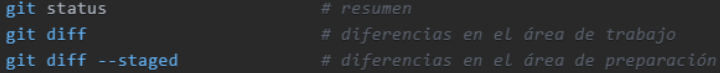 git status # resumen
git diff # diferencias en el área de trabajo
git diff --staged # diferencias en el área de preparación